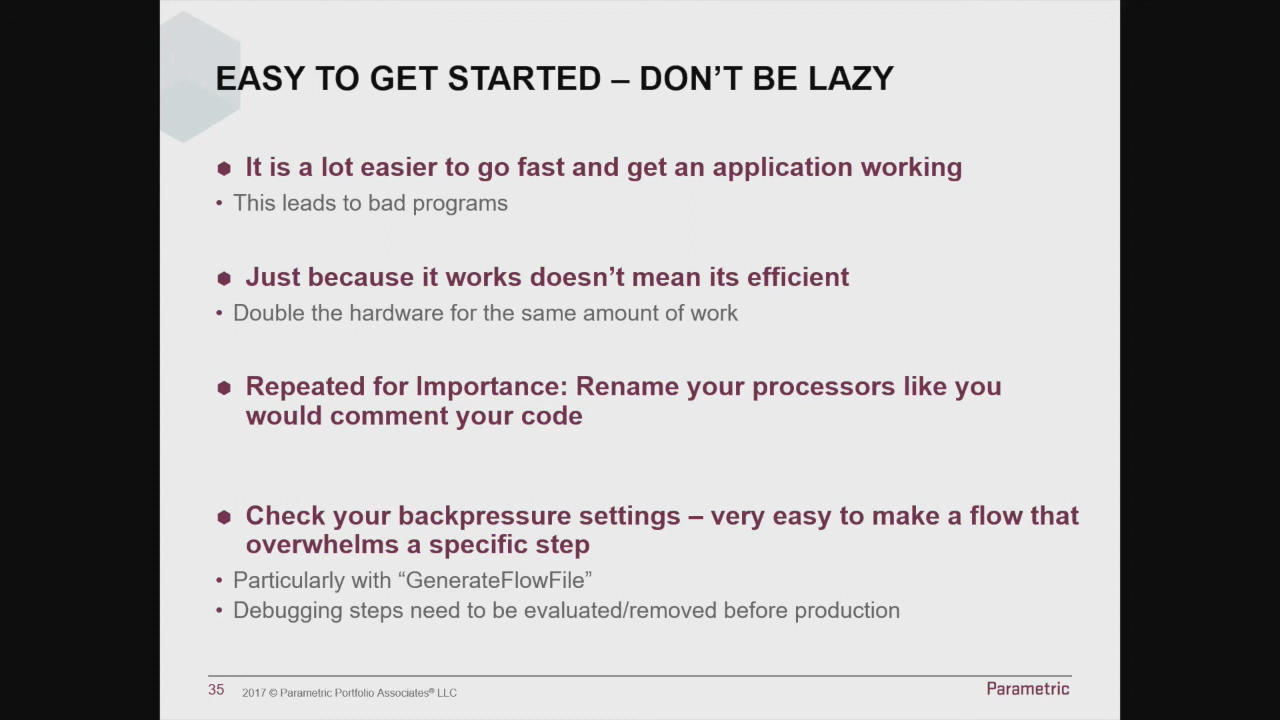 EASY TO GET STARTED – DON’T BE LAZY
It is a lot easier to go fast and get an application working
• This leads to bad programs
Just because it works doesn’t mean its efficient
• Double the hardware for the same amount of work
Repeated for Importance: Rename your processors like you
would comment your code
Check your backpressure settings – very easy to make a flow that
overwhelms a specific step
• Particularly with “GenerateFlowFile”
• Debugging steps need to be evaluated/removed before production
35
2017 © Parametric Portfolio Associates® LLC
Parametric